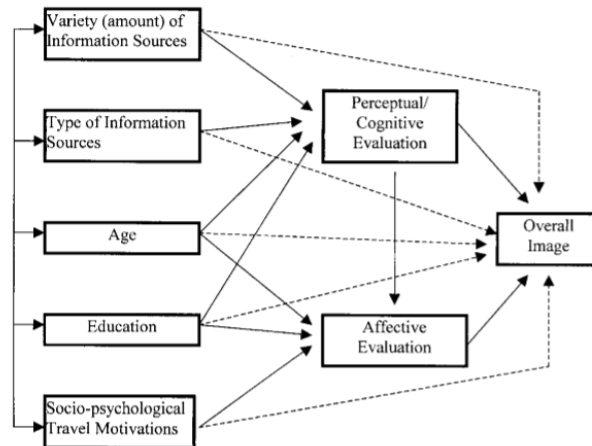 Variety (amount) of
Information Sources
Type of Information
Sources
Perceptual/
Cognitive
Evaluation
Age
Overall
Image
Education
Affective
Evaluation
Socio-psychological
Travel Motivations